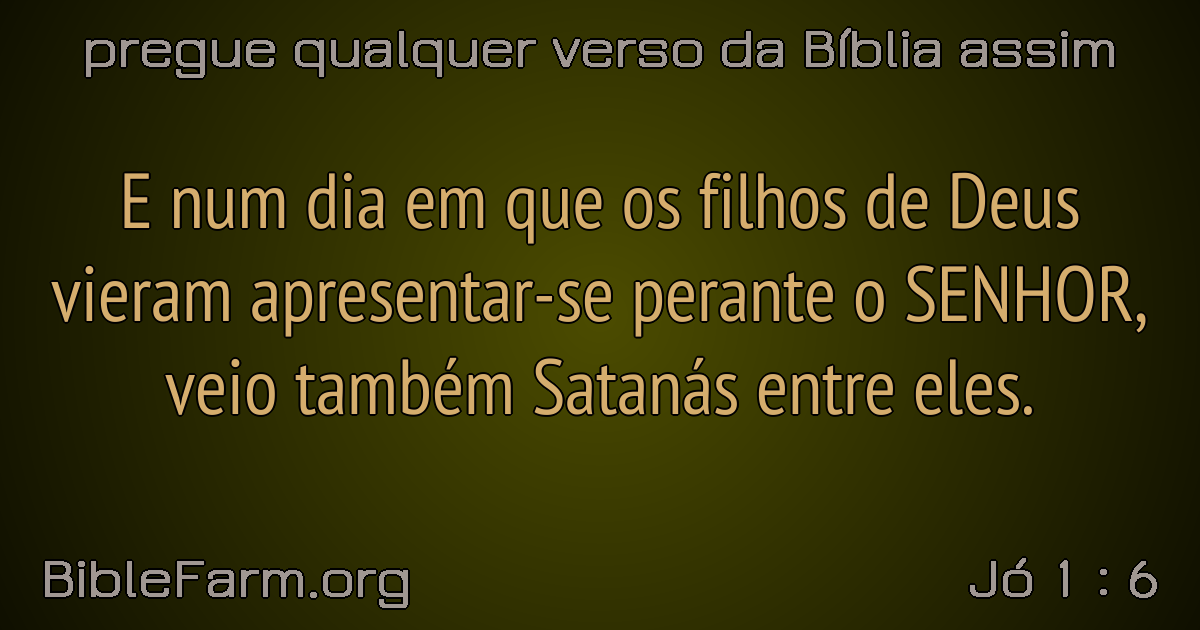 pregue qualquer verso da Bíblia assim
E num dia em que os filhos de Deus
vieram apresentar-se perante o SENHOR,
veio também Satanás entre eles.
BibleFarm.org
Jó 1 : 6